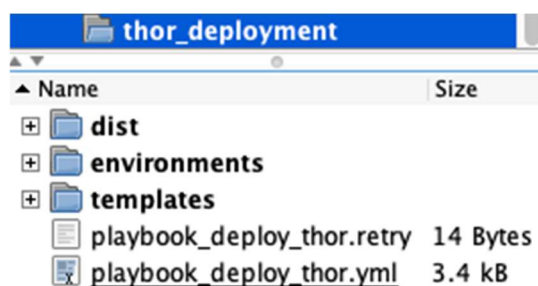 thor_deployment
Name Size
dist
environments
templates
playbook_deploy_thor.retry 14 Bytes
playbook_deploy_thor.yml 3.4 kB